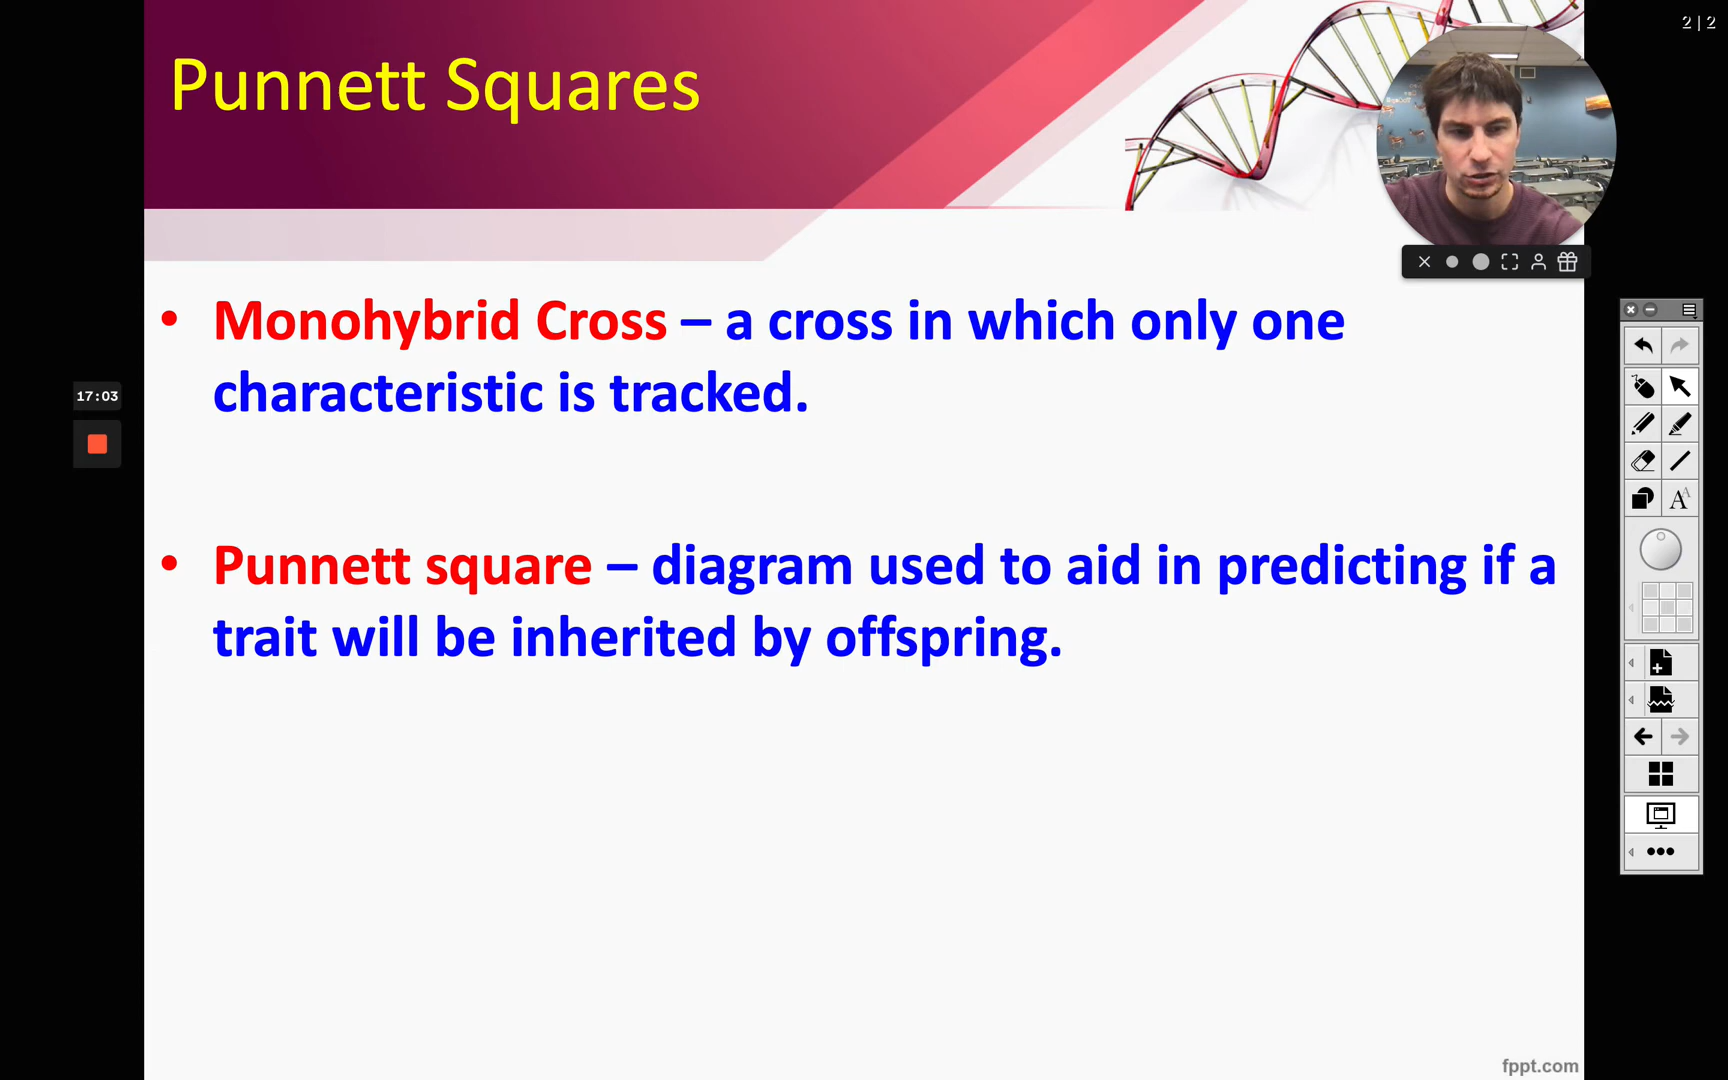 2 | 2
Punnett Squares
• Monohybrid Cross – a cross in which only one
characteristic is tracked.
17:03
• Punnett square – diagram used to aid in predicting if a
trait will be inherited by offspring.
A
fppt.com